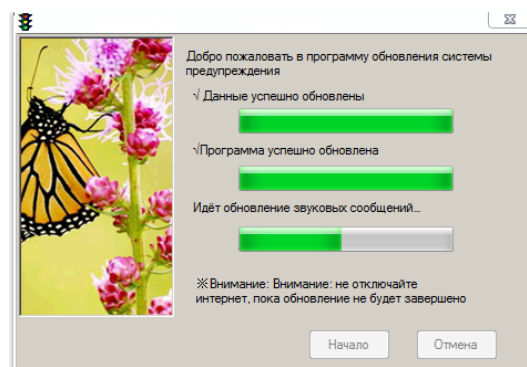 Добро пожаловать в программу обновления системы
предупреждения
√ Данные успешно обновлены
√Программа успешно обновлена
Идёт обновление звуковых сообщений...
※Внимание: Внимание: не отключайте
интернет, пока обновление не будет завершено
Начало Отмена